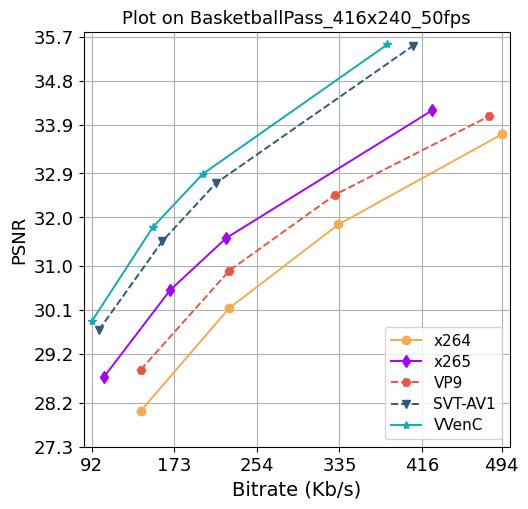 Plot on BasketballPass_416x240_50fps
35.7
34.8
33.9
32.9
32.0
31.0
30.1
29.2
28.2
27.3
PSNR
x264
x265
VP9
SVT-AV1
VVenC
92 173 254 335 416 494
Bitrate (Kb/s)